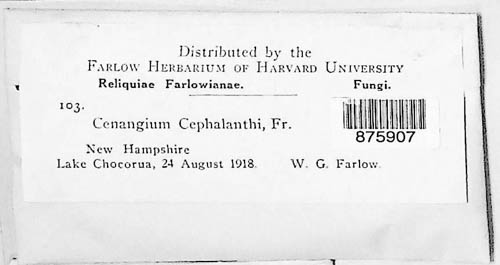 Distributed by the
FARLOW HERBARIUM OF HARVARD UNIVERSITY
Reliquiae Farlowianae. Fungi.
103.
Cenangium Cephalanthi, Fr.
875907
New Hampshire
Lake Chocorua, 24 August 1918. W. G. Farlow.